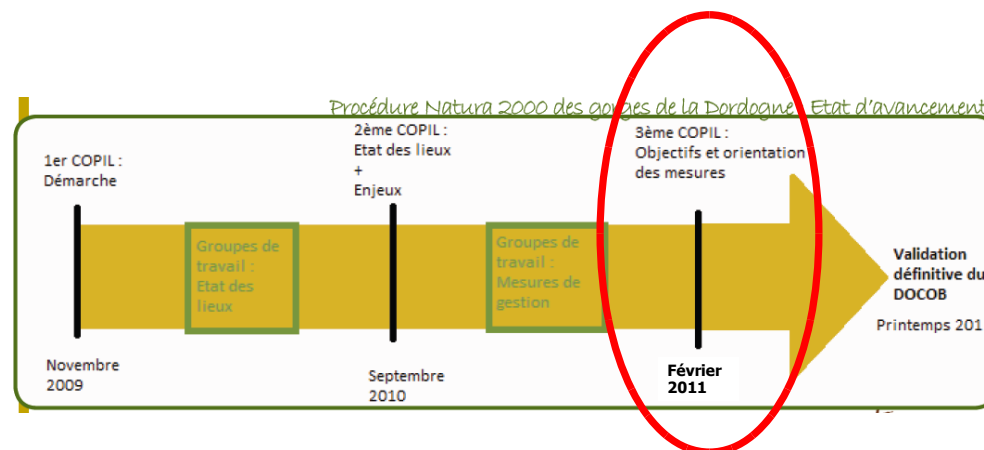 Procédure Natura 2000 des gorges de la Dordogne : Etat d'avancement
1er COPIL :
Démarche
2ème COPIL :
Etat des lieux
+
Enjeux
3ème COPIL :
Objectifs et orientation
des mesures
Groupes de
travail :
Etat des
lieux
Groupes de
travail :
Mesures de
gestion
Validation
définitive du
DOCOB
Printemps 201
Novembre
2009
Septembre
2010
Février
2011